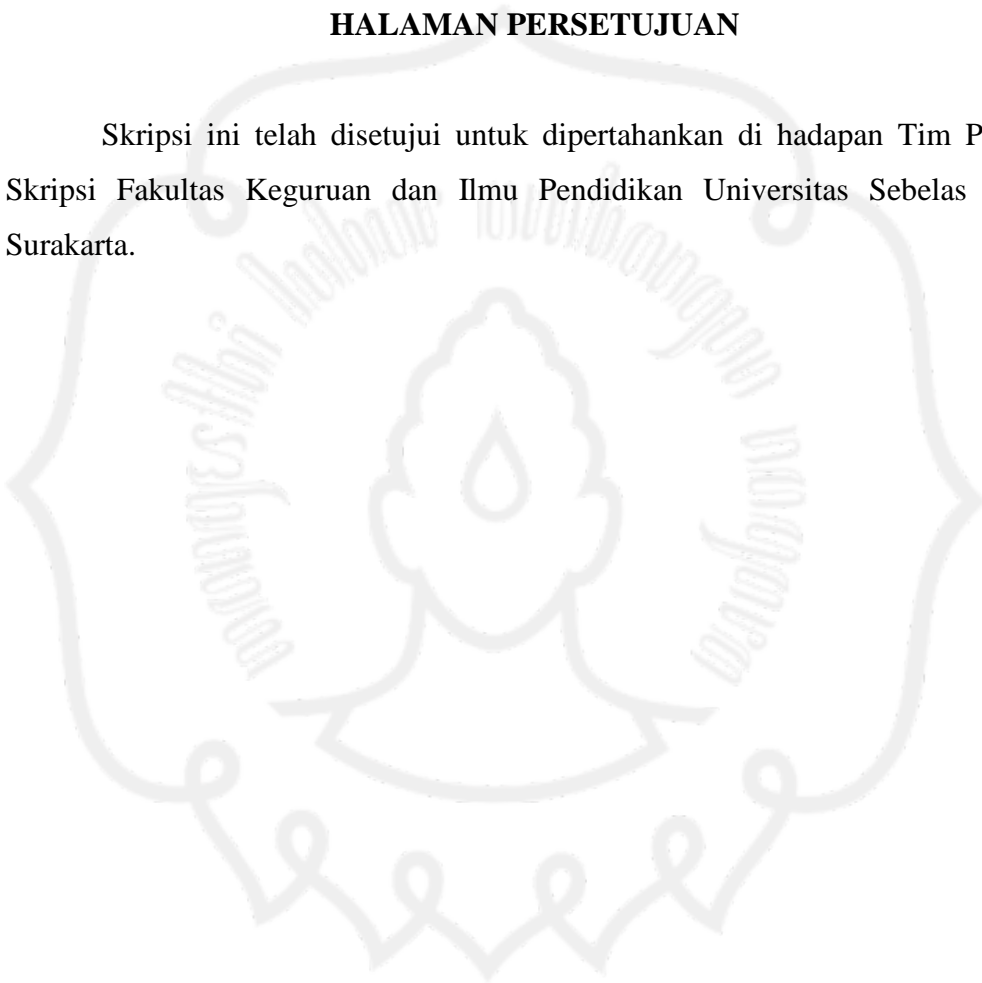 HALAMAN PERSETUJUAN
Skripsi ini telah disetujui untuk dipertahankan di hadapan Tim P
Skripsi Fakultas Keguruan dan Ilmu Pendidikan Universitas Sebelas
Surakarta.